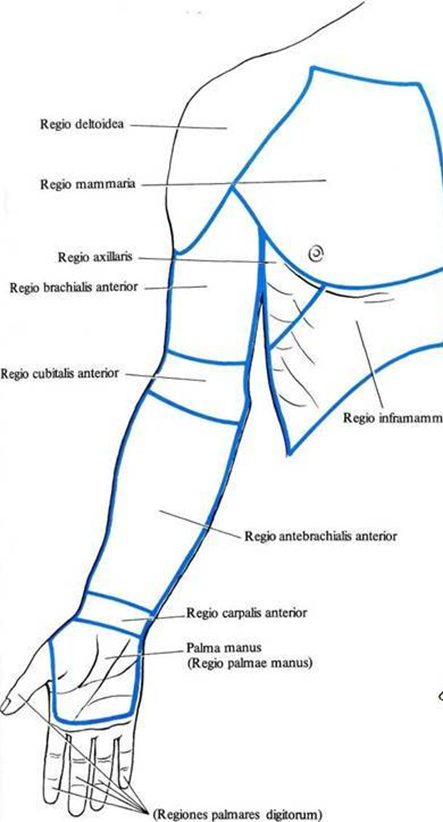 Regio deltoidea
Regio mammaria
Regio axillaris
Regio brachialis anterior
Regio cubitalis anterior
Regio inframamm
Regio antebrachialis anterior
Regio carpalis anterior
Palma manus
(Regio palmae manus)
(Regiones palmares digitorum)